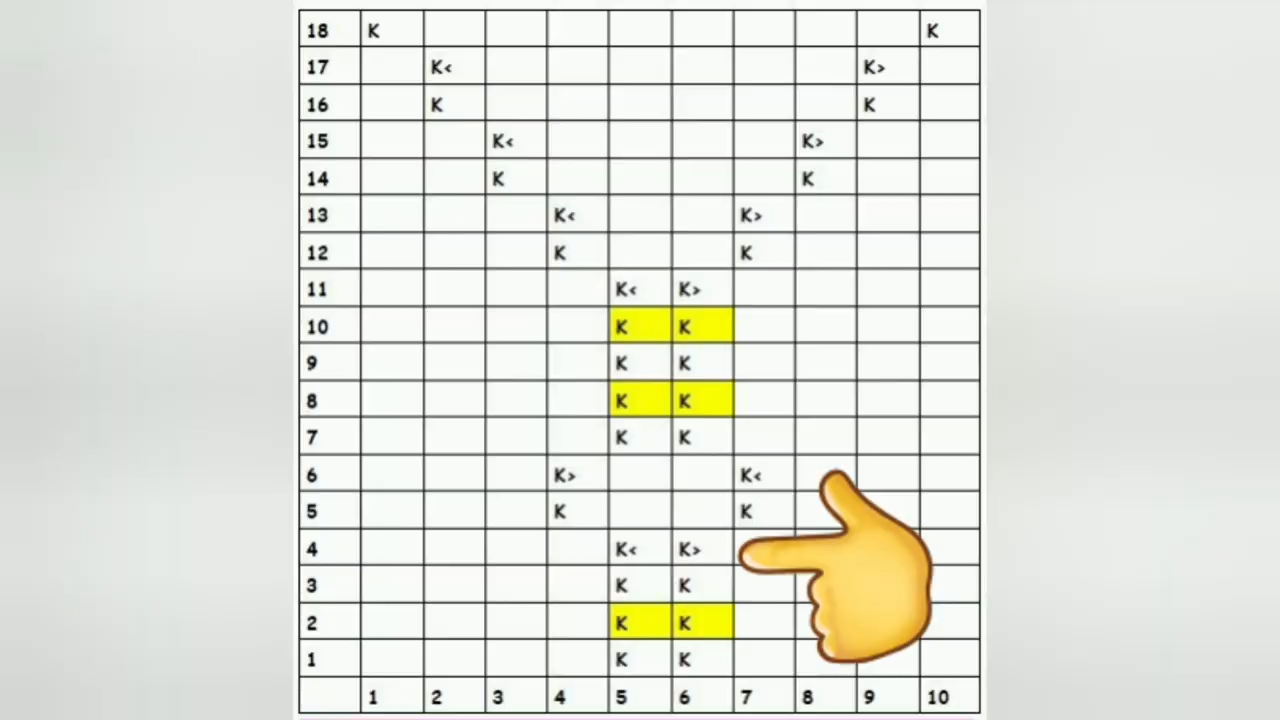 18 K K
17 K< K>
16 K K
15 K< K>
14 K K
13 K< K>
12 K K
11 K< K>
10 K K
9 K K
8 K K
7 K K
6 K> K<
5 K K
4 K< K>
3 K K
2 K K
1 K K
1 2 3 4 5 6 7 8 9 10